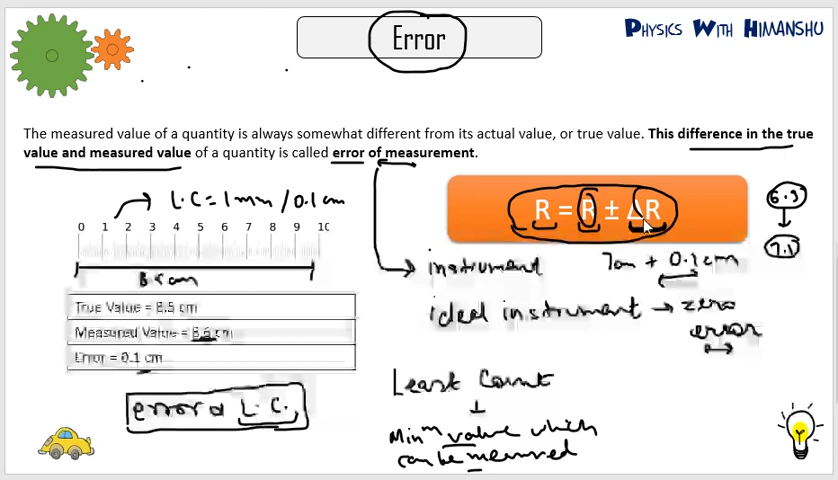 Error
PHYSICS WITH HIMANSHU
The measured value of a quantity is always somewhat different from its actual value, or true value. This difference in the true
value and measured value of a quantity is called error of measurement.
L.C = 1mm / 0.1 cm
0 1 2 3 4 5 6 7 8 9 10
R = R ± ΔR
6.9
7.1
instrument
7cm + 0.1cm
ideal instrument → zero
error
True Value = 8.5 cm
Measured Value = 8.6 cm
Error = 0.1 cm
error α L.C.
Least Count
Minm value which
can be measured